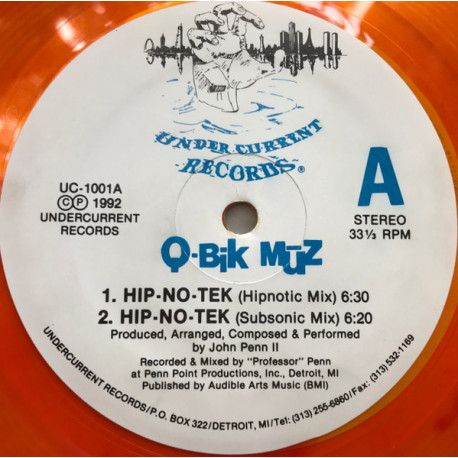 UNDER CURRENT
RECORDS®
UC-1001A
Ⓒ Ⓟ 1992
UNDERCURRENT
RECORDS
A
STEREO
33⅓ RPM
Q-BiK MūZ
1. HIP-NO-TEK (Hipnotic Mix) 6:30
2. HIP-NO-TEK (Subsonic Mix) 6:20
Produced, Arranged, Composed & Performed
by John Penn II
Recorded & Mixed by "Professor" Penn
at Penn Point Productions, Inc., Detroit, MI
Published by Audible Arts Music (BMI)
UNDERCURRENT RECORDS/P.O. BOX 322/DETROIT, MI/Tel: (313) 255-6860/Fax: (313) 532-1169